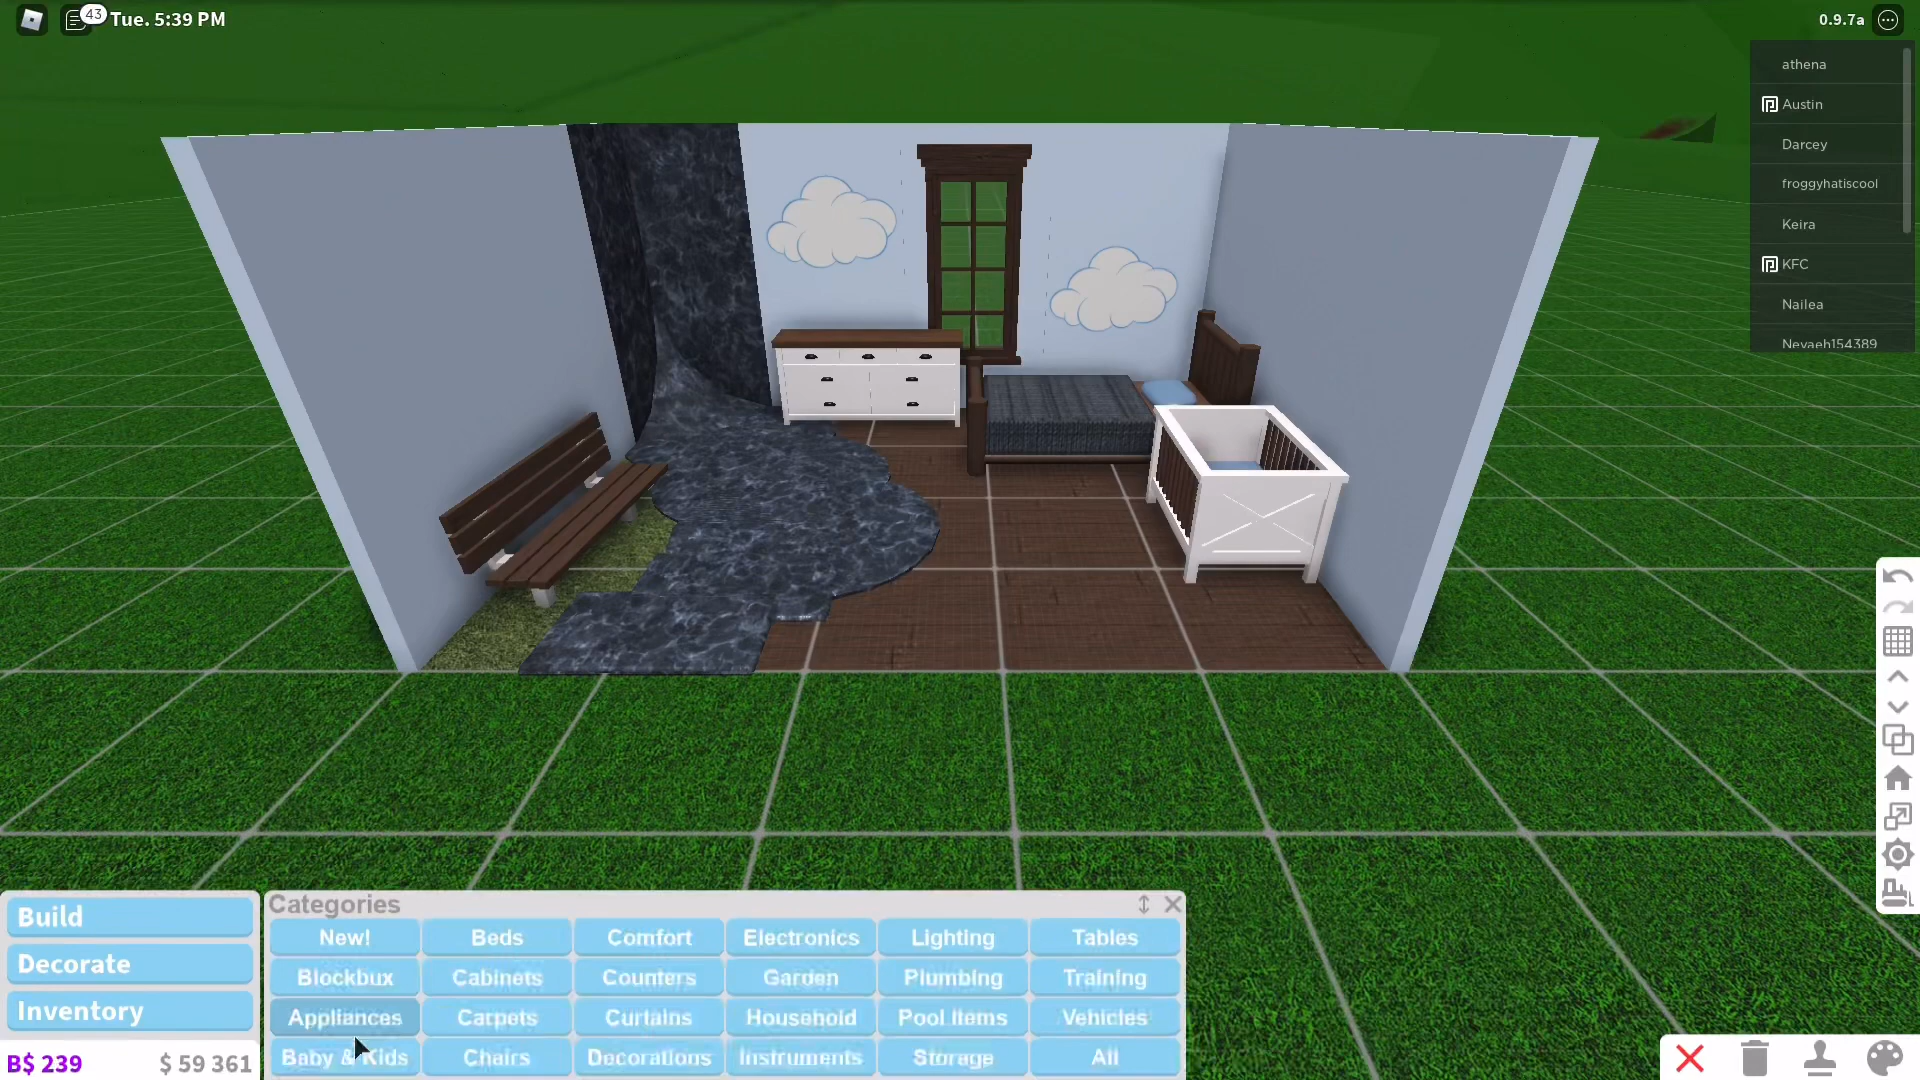 43 Tue. 5:39 PM
0.9.7a
athena
Austin
Darcey
froggyhatiscool
Keira
KFC
Nailea
Nevaeh154389
Build
Decorate
Inventory
B$ 239 $ 59 361
Categories
New! Beds Comfort Electronics Lighting Tables
Blockbux Cabinets Counters Garden Plumbing Training
Appliances Carpets Curtains Household Pool Items Vehicles
Baby & Kids Chairs Decorations Instruments Storage All